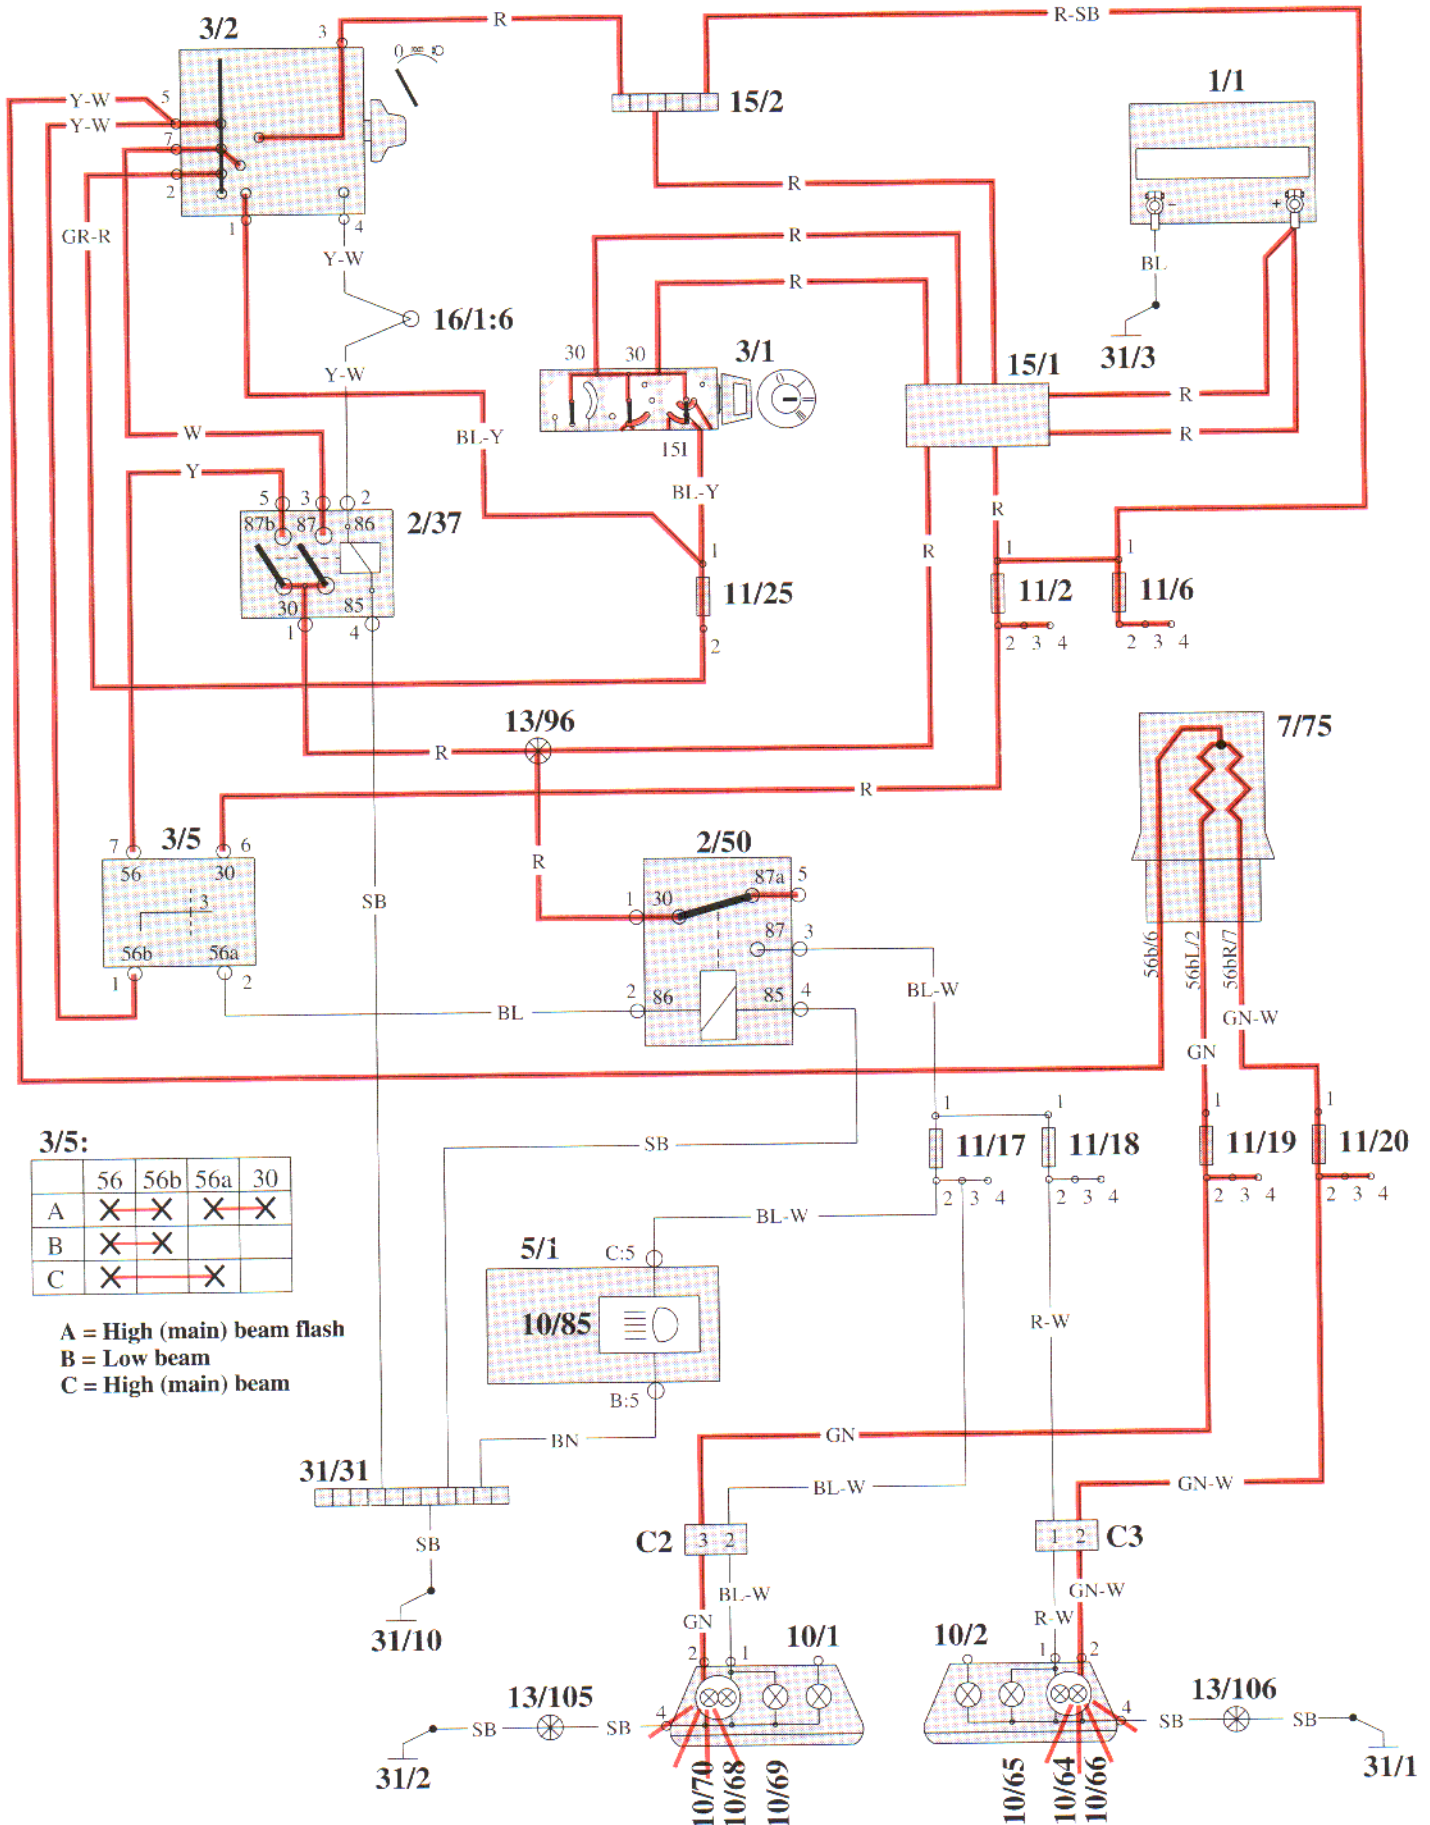 R
R-SB
3/2
3
0
15/2
1/1
Y-W
5
Y-W
7
2
1
4
GR-R
Y-W
R
- +
R
R
BL
31/3
16/1:6
Y-W
30 30
3/1
0
15/1
R
R
W
BL-Y
15I
BL-Y
Y
R
R
5 3 2
87b 87 86
2/37
30 85
1 4
1
11/25
2
1
11/2
2 3 4
1
11/6
2 3 4
13/96
R
7/75
R
7 3/5 6
56 30
3
56b 56a
1 2
2/50
R
1 30 87a 5
87 3
2 86 85 4
SB
BL
BL-W
56b/6
56bL/2
56bR/7
GN-W
GN
SB
1
11/17
2 3 4
1
11/18
2 3 4
1
11/19
2 3 4
1
11/20
2 3 4
3/5:
56 56b 56a 30
A X X X X
B X X
C X X
A = High (main) beam flash
B = Low beam
C = High (main) beam
BL-W
5/1
C:5
10/85
B:5
BN
R-W
GN
31/31
BL-W
GN-W
SB
31/10
C2 3 2
1 2 C3
BL-W
GN
GN-W
R-W
2 1
10/1
10/2
1 2
13/105
SB SB 4
31/2
4 SB SB
13/106
31/1
10/70
10/68
10/69
10/65
10/64
10/66